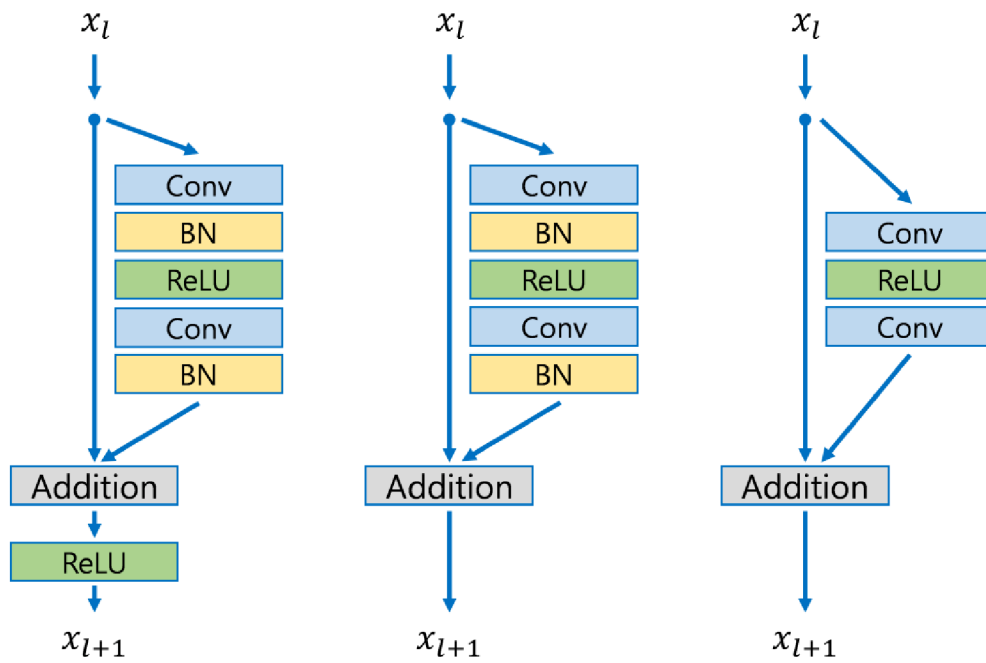 x_l
Conv
BN
ReLU
Conv
BN
Addition
ReLU
x_{l+1}
x_l
Conv
BN
ReLU
Conv
BN
Addition
x_{l+1}
x_l
Conv
ReLU
Conv
Addition
x_{l+1}